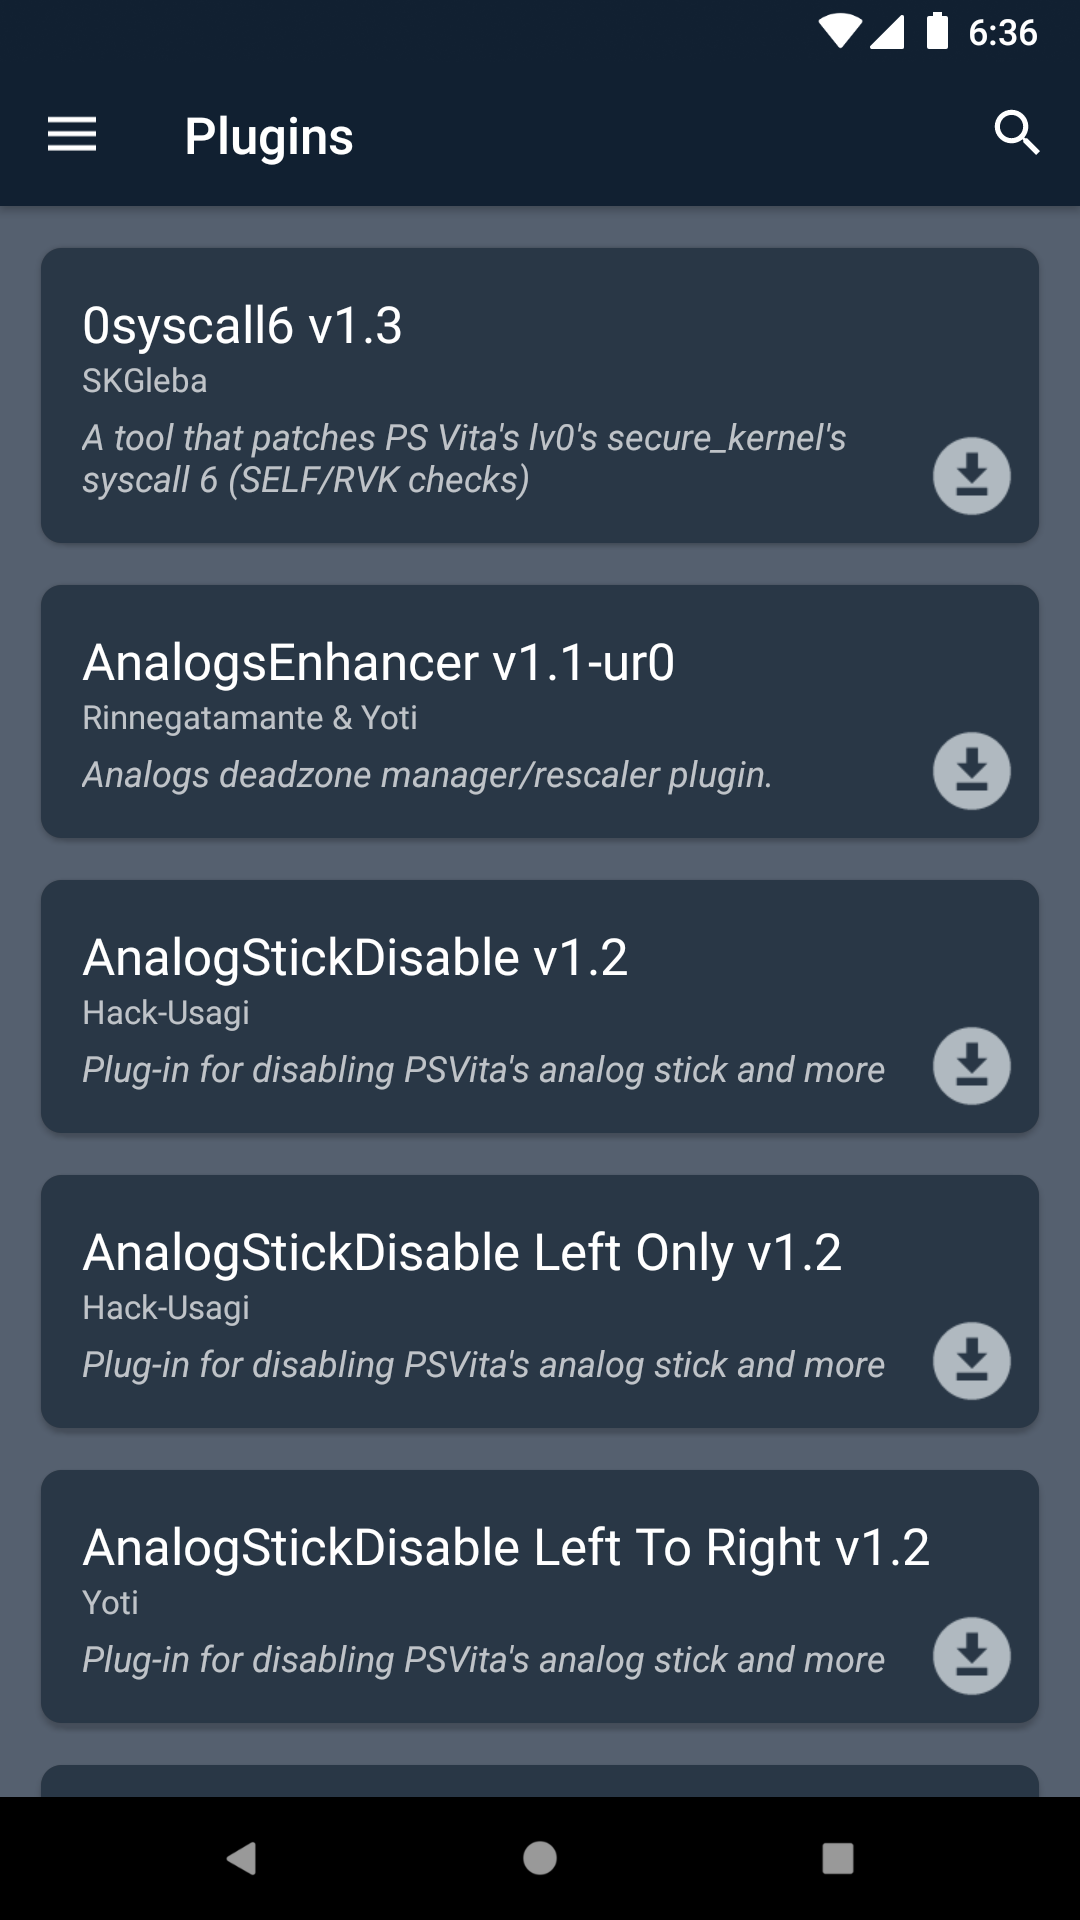 6:36
Plugins
0syscall6 v1.3
SKGleba
A tool that patches PS Vita's lv0's secure_kernel's
syscall 6 (SELF/RVK checks)
AnalogsEnhancer v1.1-ur0
Rinnegatamante & Yoti
Analogs deadzone manager/rescaler plugin.
AnalogStickDisable v1.2
Hack-Usagi
Plug-in for disabling PSVita's analog stick and more
AnalogStickDisable Left Only v1.2
Hack-Usagi
Plug-in for disabling PSVita's analog stick and more
AnalogStickDisable Left To Right v1.2
Yoti
Plug-in for disabling PSVita's analog stick and more